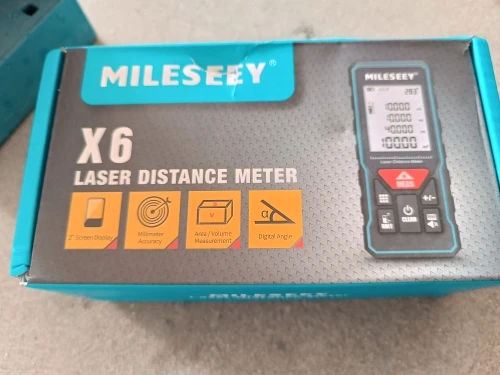 MILESEEY®
X6
LASER DISTANCE METER
2" Screen Display
Millimeter
Accuracy
Area / Volume
Measurement
α
Digital Angle
MILESEEY
Laser Distance Meter
MEAS
CLEAR
+/-